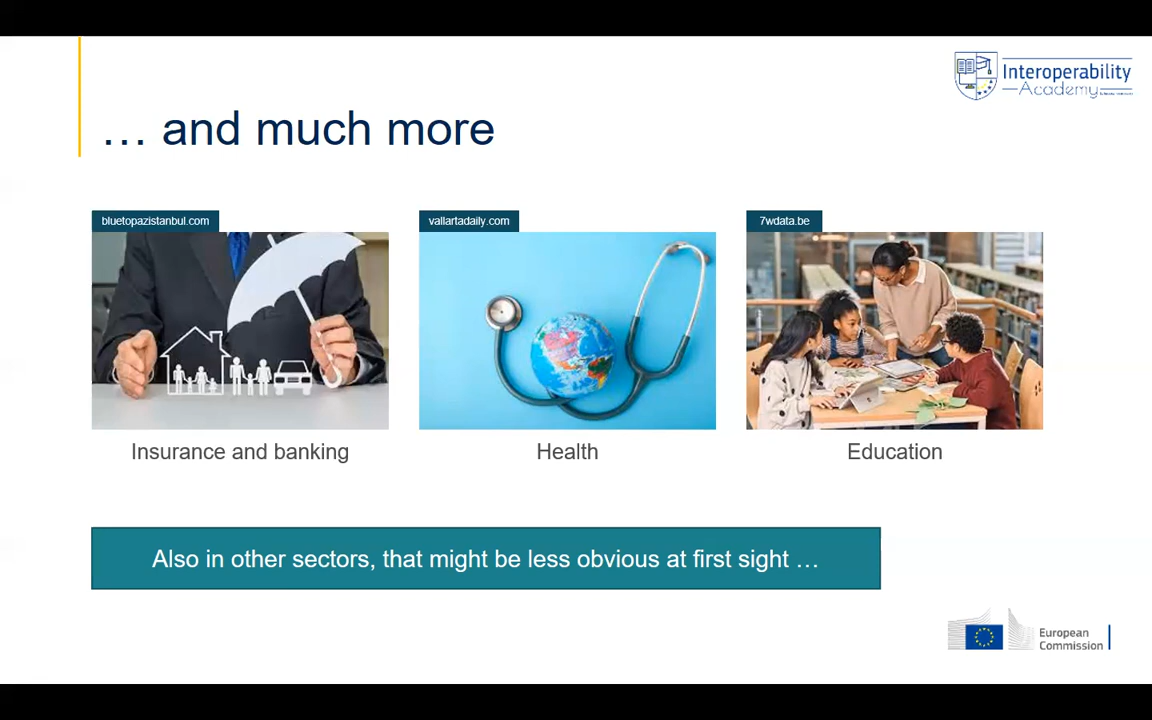 Interoperability
Academy
… and much more
bluetopazistanbul.com
vallartadaily.com
7wdata.be
Insurance and banking
Health
Education
Also in other sectors, that might be less obvious at first sight …
European
Commission